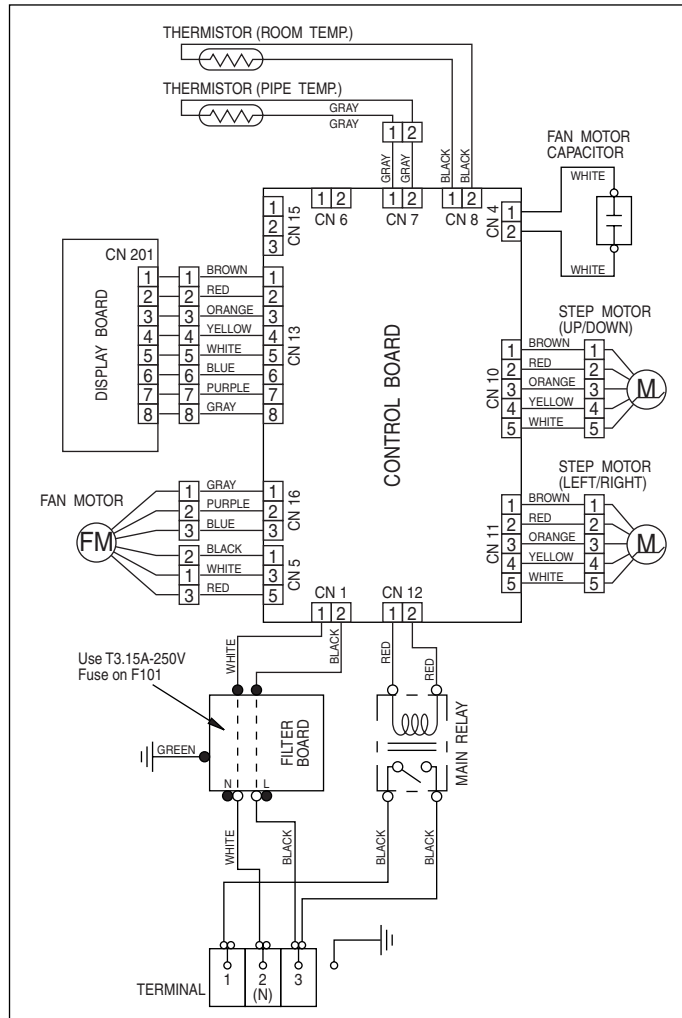 THERMISTOR (ROOM TEMP.)
THERMISTOR (PIPE TEMP.)
GRAY
GRAY
1 2
GRAY
GRAY
BLACK
BLACK
FAN MOTOR
CAPACITOR
WHITE
WHITE
1 2
CN 6
1 2
CN 7
1 2
CN 8
CN 4
1
2
CN 15
1
2
3
DISPLAY BOARD
CN 201
1 1 BROWN 1
2 2 RED 2
3 3 ORANGE 3
4 4 YELLOW 4
5 5 WHITE 5
6 6 BLUE 6
7 7 PURPLE 7
8 8 GRAY 8
CN 13
CONTROL BOARD
STEP MOTOR
(UP/DOWN)
CN 10
1 BROWN 1
2 RED 2
3 ORANGE 3
4 YELLOW 4
5 WHITE 5
M
FAN MOTOR
FM
1 GRAY 1
2 PURPLE 2
3 BLUE 3
CN 16
2 BLACK 1
1 WHITE 3
3 RED 5
CN 5
STEP MOTOR
(LEFT/RIGHT)
CN 11
1 BROWN 1
2 RED 2
3 ORANGE 3
4 YELLOW 4
5 WHITE 5
M
CN 1
1 2
CN 12
1 2
WHITE
BLACK
RED
RED
Use T3.15A-250V
Fuse on F101
GREEN
FILTER
BOARD
N L
MAIN RELAY
WHITE
BLACK
BLACK
BLACK
TERMINAL
1 2 3
(N)